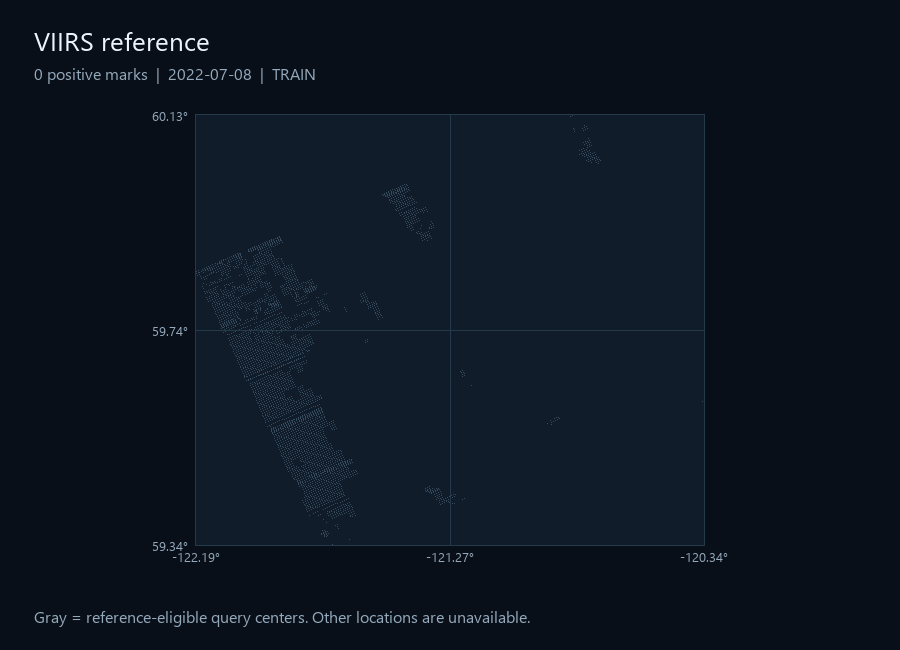 VIIRS reference
0 positive marks | 2022-07-08 | TRAIN
60.13°
59.74°
59.34°
-122.19°
-121.27°
-120.34°
Gray = reference-eligible query centers. Other locations are unavailable.